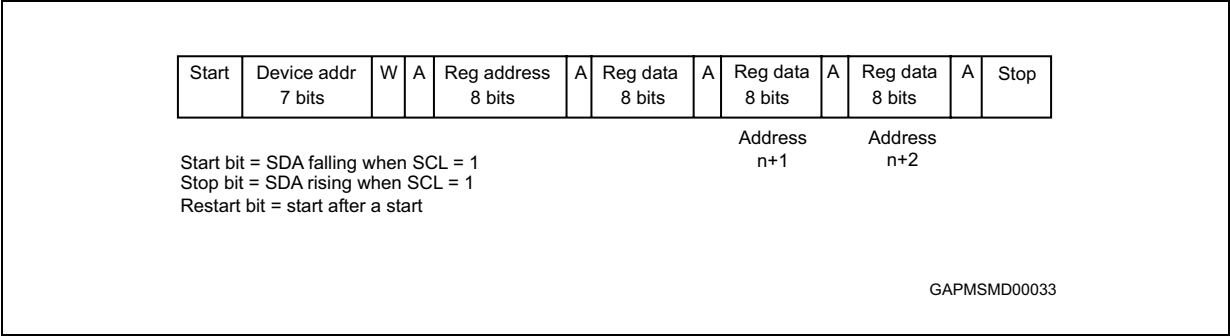 Start Device addr W A Reg address A Reg data A Reg data A Reg data A Stop
7 bits 8 bits 8 bits 8 bits 8 bits
Address Address
n+1 n+2
Start bit = SDA falling when SCL = 1
Stop bit = SDA rising when SCL = 1
Restart bit = start after a start
GAPMSMD00033